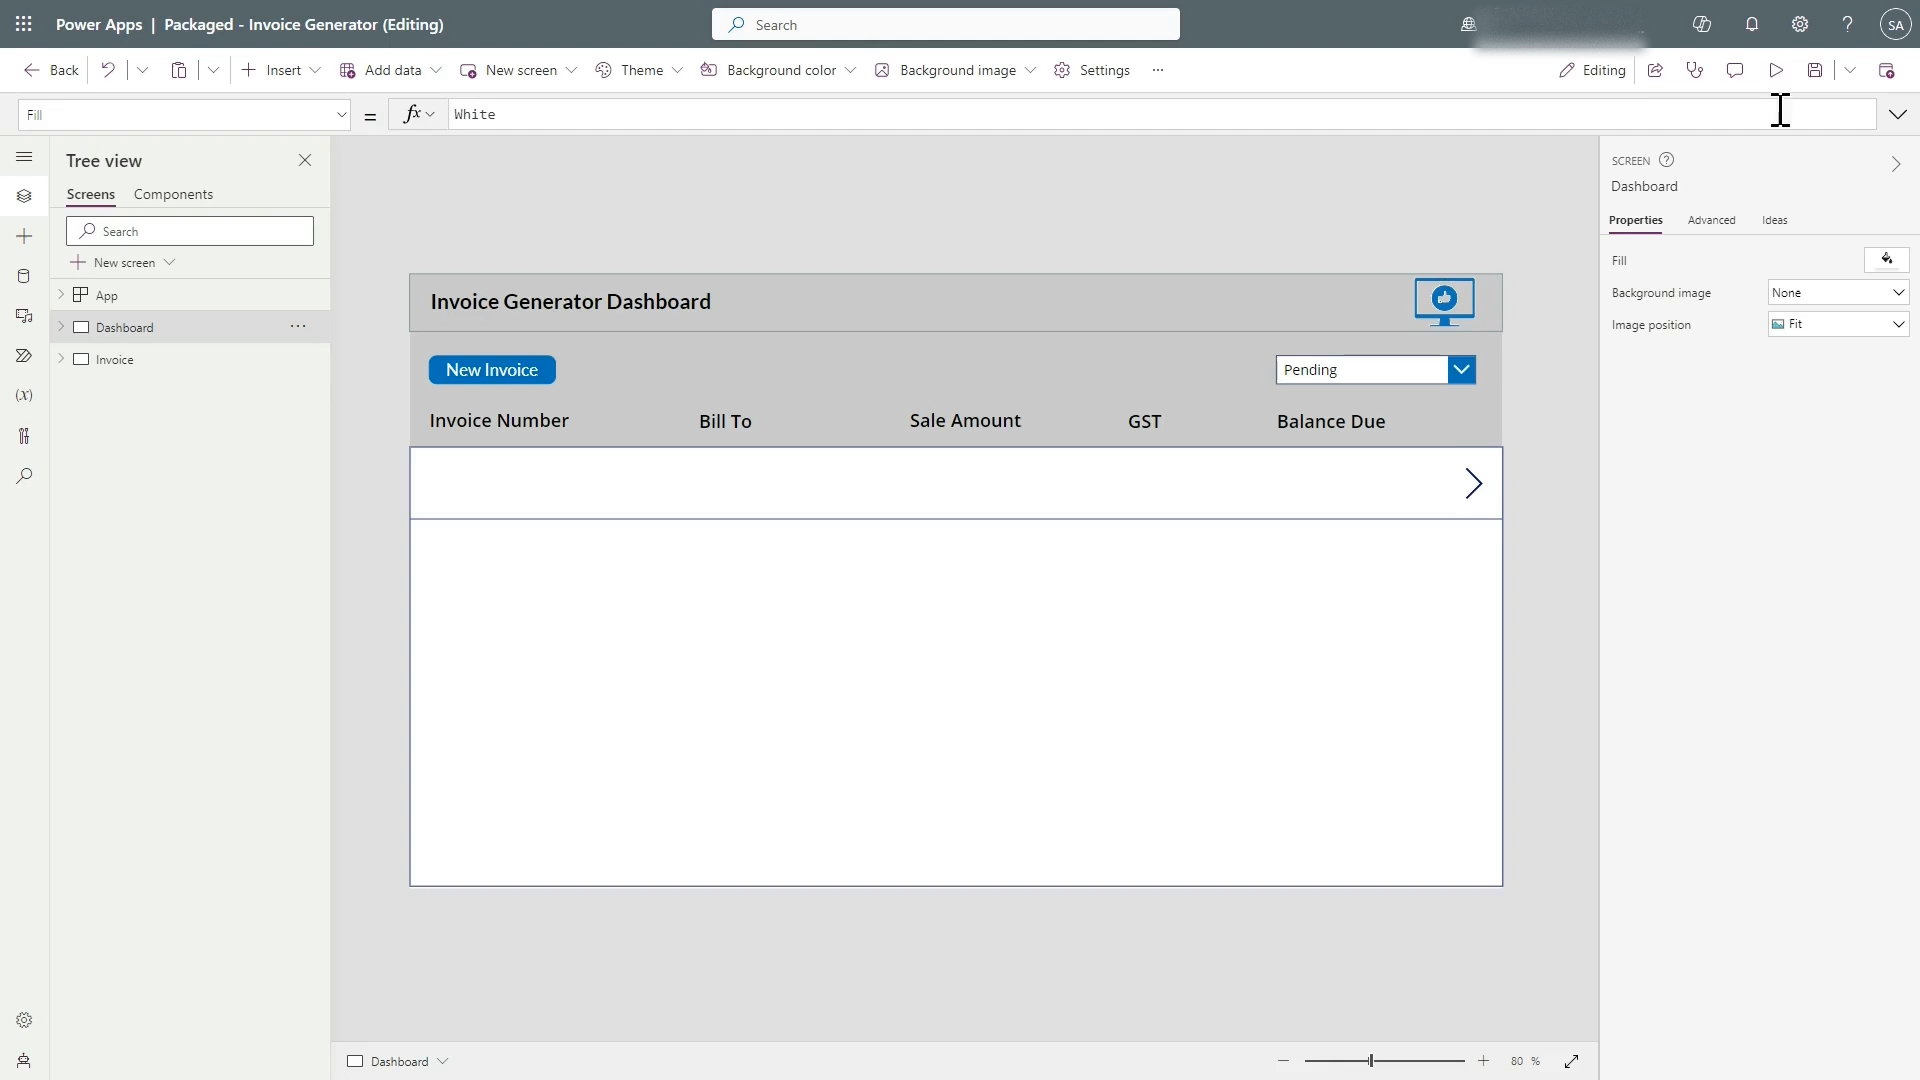 Power Apps | Packaged - Invoice Generator (Editing)
Search
SA
Back
Insert
Add data
New screen
Theme
Background color
Background image
Settings
Editing
Fill
=
fx
White
Tree view
Screens
Components
Search
New screen
App
Dashboard
Invoice
(x)
Invoice Generator Dashboard
New Invoice
Pending
Invoice Number
Bill To
Sale Amount
GST
Balance Due
SCREEN
Dashboard
Properties
Advanced
Ideas
Fill
Background image
None
Image position
Fit
Dashboard
80 %